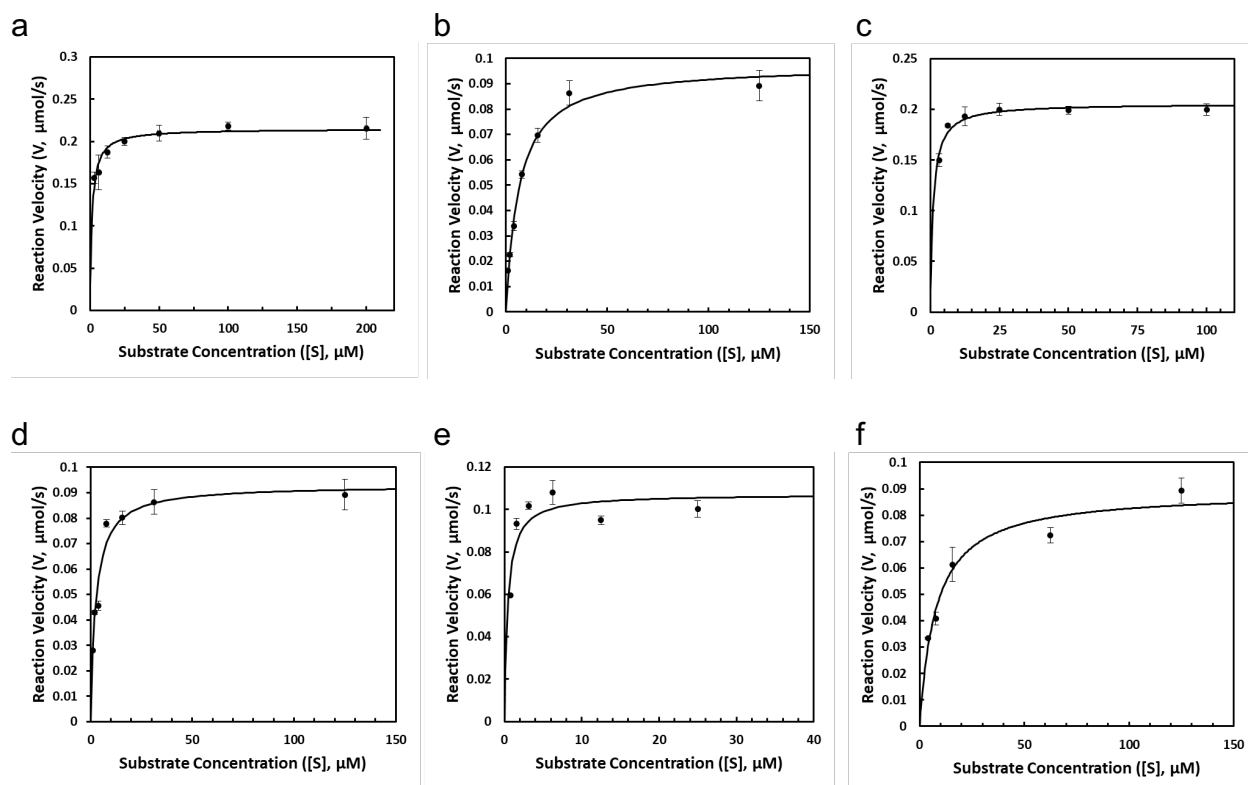 a
0.3
0.25
0.2
0.15
0.1
0.05
0
0 50 100 150 200
Reaction Velocity (V, µmol/s)
Substrate Concentration ([S], µM)
b
0.1
0.09
0.08
0.07
0.06
0.05
0.04
0.03
0.02
0.01
0
0 50 100 150
Reaction Velocity (V, µmol/s)
Substrate Concentration ([S], µM)
c
0.25
0.2
0.15
0.1
0.05
0
0 25 50 75 100
Reaction Velocity (V, µmol/s)
Substrate Concentration ([S], µM)
d
0.1
0.09
0.08
0.07
0.06
0.05
0.04
0.03
0.02
0.01
0
0 50 100 150
Reaction Velocity (V, µmol/s)
Substrate Concentration ([S], µM)
e
0.12
0.1
0.08
0.06
0.04
0.02
0
0 10 20 30 40
Reaction Velocity (V, µmol/s)
Substrate Concentration ([S], µM)
f
0.1
0.09
0.08
0.07
0.06
0.05
0.04
0.03
0.02
0.01
0
0 50 100 150
Reaction Velocity (V, µmol/s)
Substrate Concentration ([S], µM)